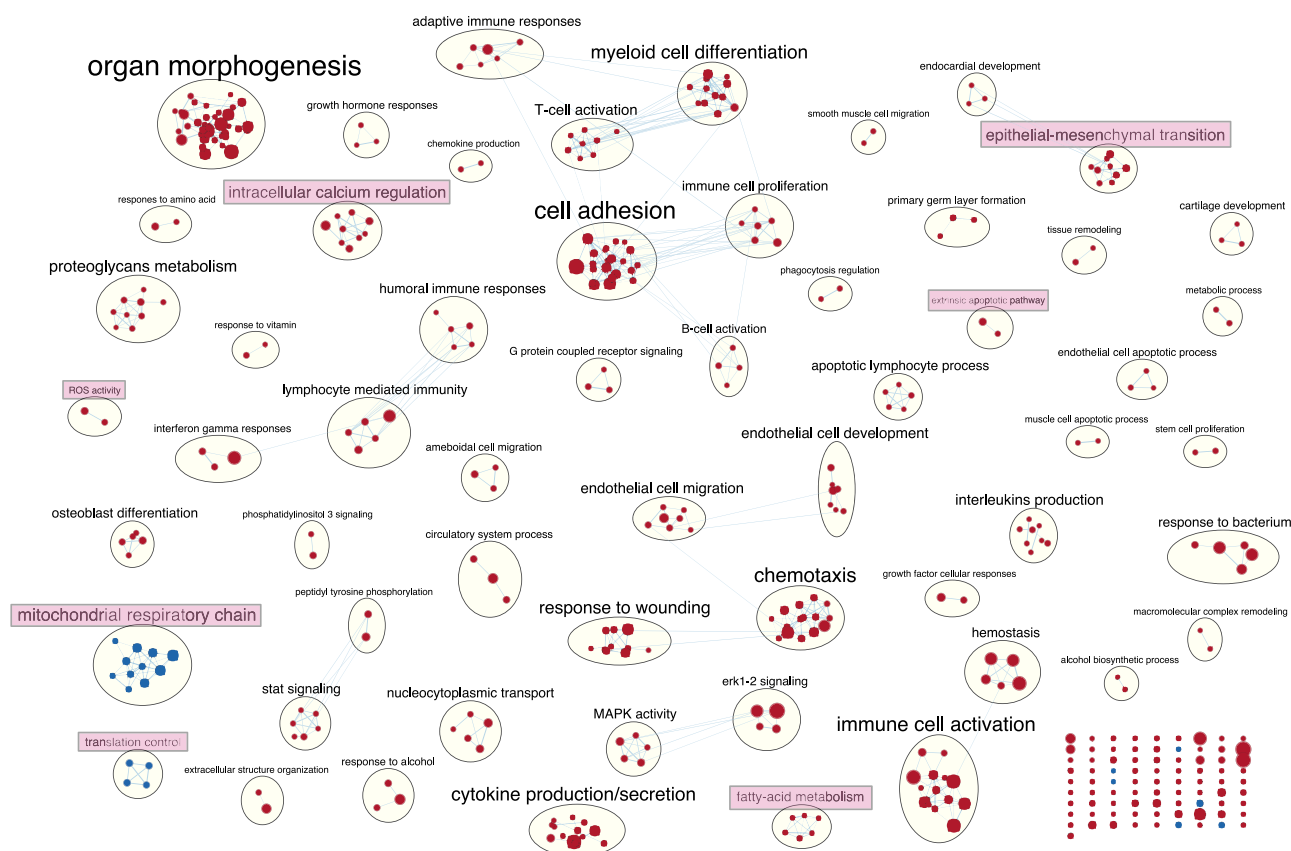 adaptive immune responses
myeloid cell differentiation
organ morphogenesis
endocardial development
growth hormone responses
T-cell activation
smooth muscle cell migration
epithelial-mesenchymal transition
chemokine production
intracellular calcium regulation
immune cell proliferation
respones to amino acid
cell adhesion
primary germ layer formation
cartilage development
tissue remodeling
proteoglycans metabolism
humoral immune responses
phagocytosis regulation
extrinsic apoptotic pathway
metabolic process
response to vitamin
B-cell activation
G protein coupled receptor signaling
endothelial cell apoptotic process
apoptotic lymphocyte process
ROS activity
lymphocyte mediated immunity
muscle cell apoptotic process
stem cell proliferation
interferon gamma responses
endothelial cell development
ameboidal cell migration
endothelial cell migration
interleukins production
osteoblast differentiation
phosphatidylinositol 3 signaling
response to bacterium
circulatory system process
chemotaxis
growth factor cellular responses
peptidyl tyrosine phosphorylation
mitochondrial respiratory chain
response to wounding
macromolecular complex remodeling
hemostasis
alcohol biosynthetic process
stat signaling
nucleocytoplasmic transport
erk1-2 signaling
MAPK activity
immune cell activation
translation control
extracellular structure organization
response to alcohol
cytokine production/secretion
fatty-acid metabolism